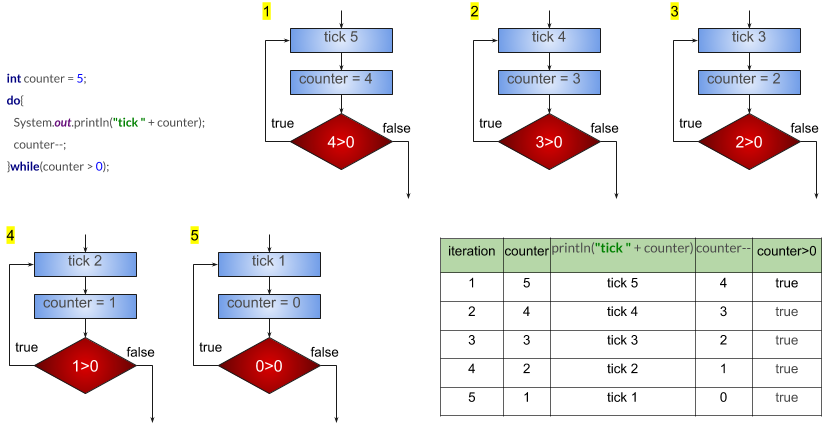 int counter = 5;
do{
System.out.println("tick " + counter);
counter--;
}while(counter > 0);
1
tick 5
counter = 4
true
false
4>0
2
tick 4
counter = 3
true
false
3>0
3
tick 3
counter = 2
true
false
2>0
4
tick 2
counter = 1
true
false
1>0
5
tick 1
counter = 0
true
false
0>0
iteration counter println("tick " + counter) counter-- counter>0
1 5 tick 5 4 true
2 4 tick 4 3 true
3 3 tick 3 2 true
4 2 tick 2 1 true
5 1 tick 1 0 true